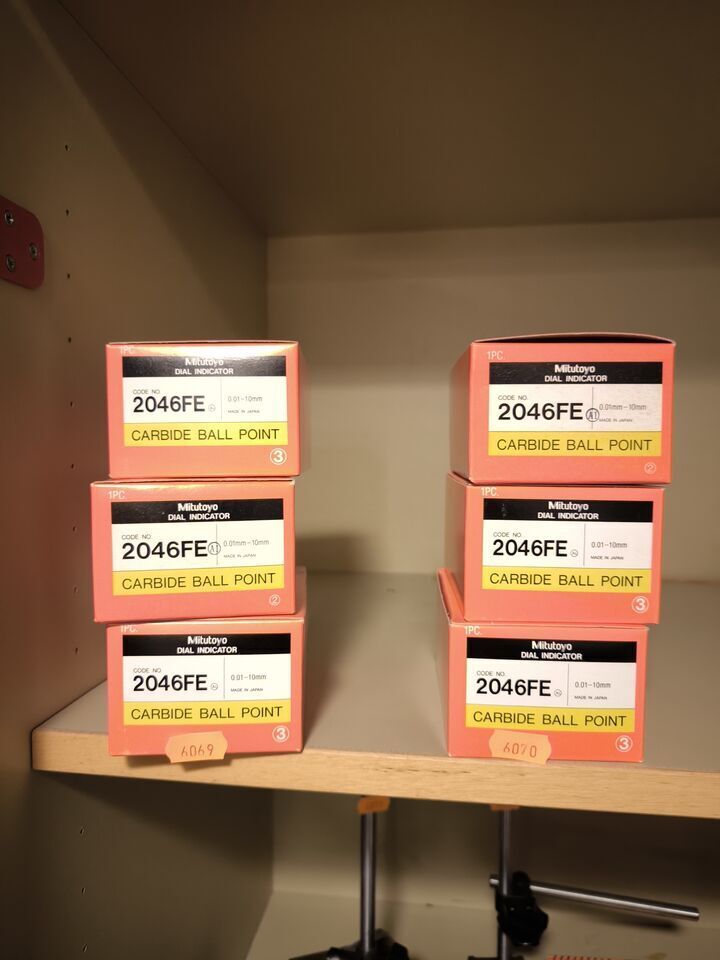 1PC.
Mitutoyo
DIAL INDICATOR
CODE NO.
2046FE
0.01-10mm
MADE IN JAPAN
CARBIDE BALL POINT
3
1PC.
Mitutoyo
DIAL INDICATOR
CODE NO.
2046FE A1
0.01mm-10mm
MADE IN JAPAN
CARBIDE BALL POINT
2
1PC.
Mitutoyo
DIAL INDICATOR
CODE NO.
2046FE
0.01-10mm
MADE IN JAPAN
CARBIDE BALL POINT
3
6069
1PC.
Mitutoyo
DIAL INDICATOR
CODE NO.
2046FE A1
0.01mm-10mm
MADE IN JAPAN
CARBIDE BALL POINT
2
1PC.
Mitutoyo
DIAL INDICATOR
CODE NO.
2046FE
0.01-10mm
MADE IN JAPAN
CARBIDE BALL POINT
3
1PC.
Mitutoyo
DIAL INDICATOR
CODE NO.
2046FE
0.01-10mm
MADE IN JAPAN
CARBIDE BALL POINT
3
6070